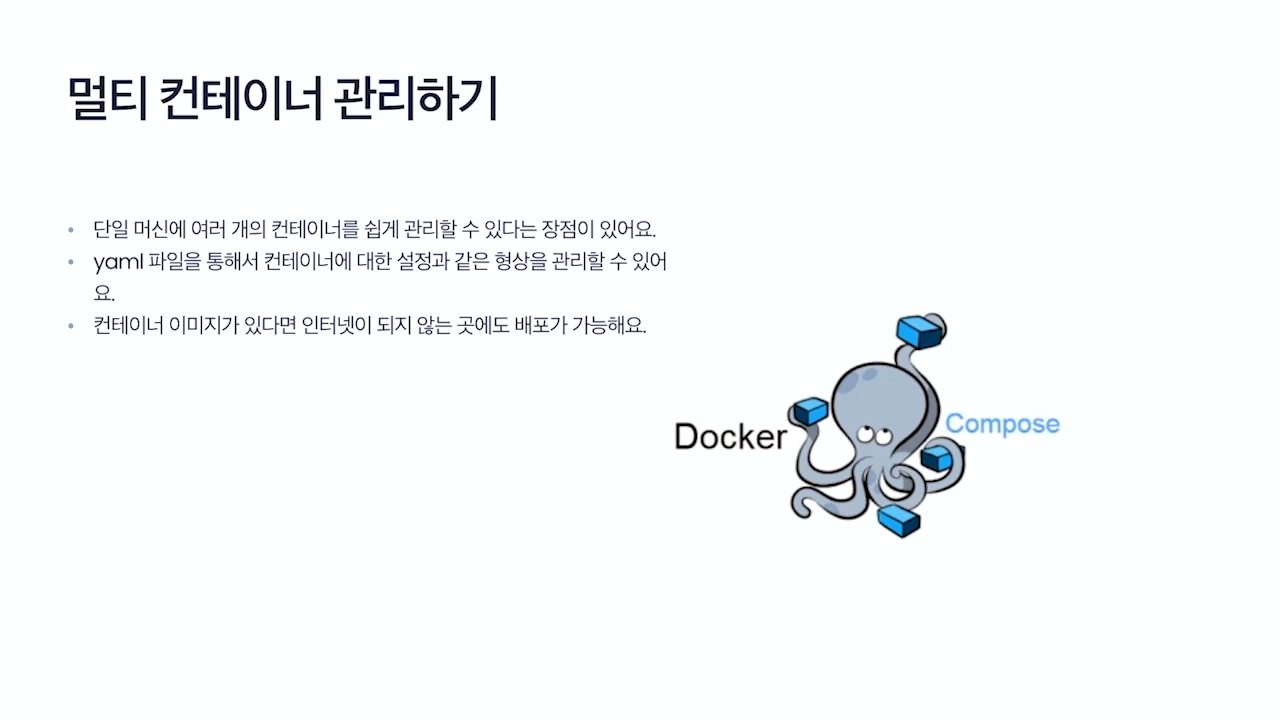 멀티 컨테이너 관리하기
• 단일 머신에 여러 개의 컨테이너를 쉽게 관리할 수 있다는 장점이 있어요.
• yaml 파일을 통해서 컨테이너에 대한 설정과 같은 형상을 관리할 수 있어
요.
• 컨테이너 이미지가 있다면 인터넷이 되지 않는 곳에도 배포가 가능해요.
Docker
Compose